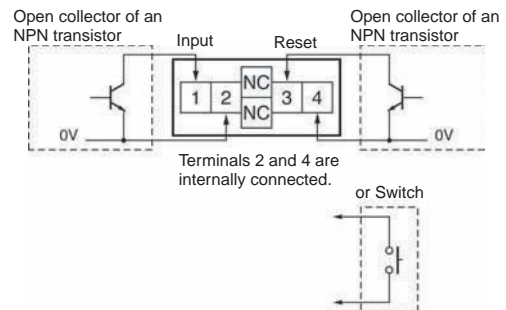 Open collector of an
NPN transistor
Input
Reset
Open collector of an
NPN transistor
NC
1 2 3 4
NC
0V
0V
Terminals 2 and 4 are
internally connected.
or Switch